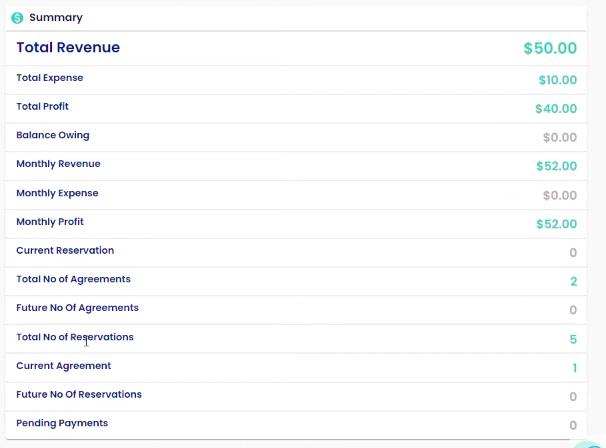 $ Summary
Total Revenue $50.00
Total Expense $10.00
Total Profit $40.00
Balance Owing $0.00
Monthly Revenue $52.00
Monthly Expense $0.00
Monthly Profit $52.00
Current Reservation 0
Total No of Agreements 2
Future No Of Agreements 0
Total No of Reservations 5
Current Agreement 1
Future No Of Reservations 0
Pending Payments 0